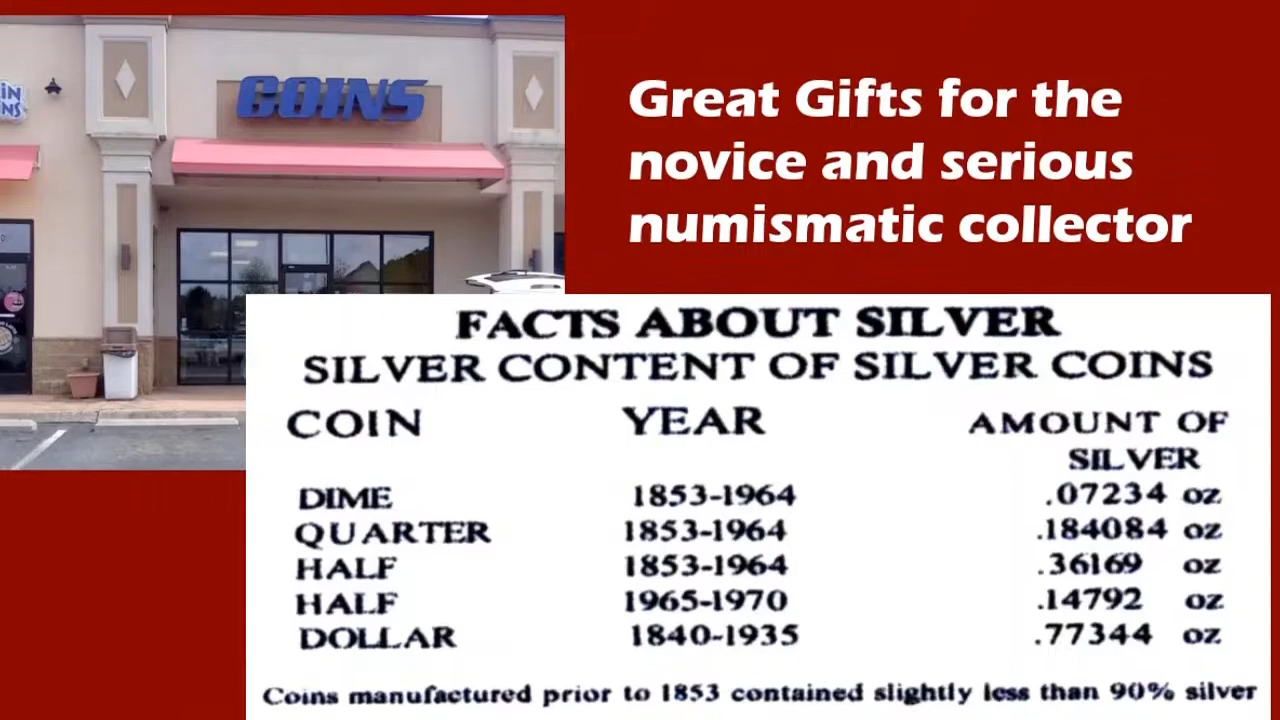 IN
NS
COINS
Great Gifts for the
novice and serious
numismatic collector
FACTS ABOUT SILVER
SILVER CONTENT OF SILVER COINS
COIN YEAR AMOUNT OF
SILVER
DIME 1853-1964 .07234 oz
QUARTER 1853-1964 .184084 oz
HALF 1853-1964 .36169 oz
HALF 1965-1970 .14792 oz
DOLLAR 1840-1935 .77344 oz
Coins manufactured prior to 1853 contained slightly less than 90% silver